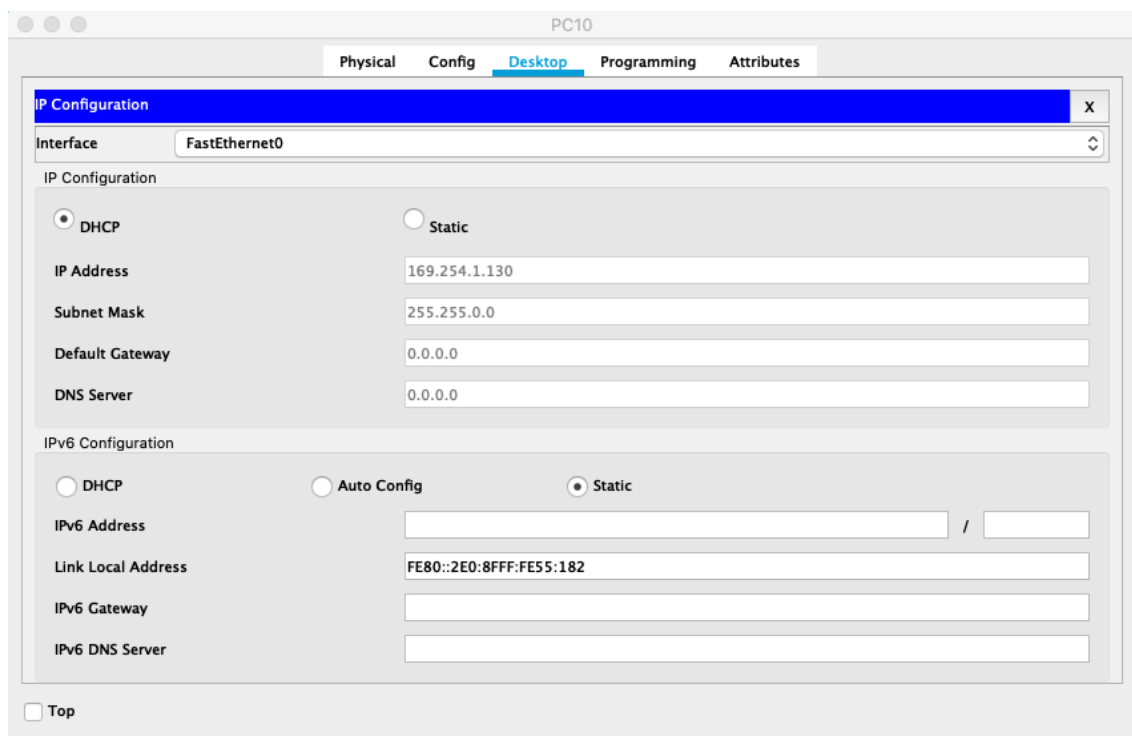 PC10
Physical Config Desktop Programming Attributes
IP Configuration X
Interface FastEthernet0
IP Configuration
DHCP Static
IP Address 169.254.1.130
Subnet Mask 255.255.0.0
Default Gateway 0.0.0.0
DNS Server 0.0.0.0
IPv6 Configuration
DHCP Auto Config Static
IPv6 Address /
Link Local Address FE80::2E0:8FFF:FE55:182
IPv6 Gateway
IPv6 DNS Server
Top